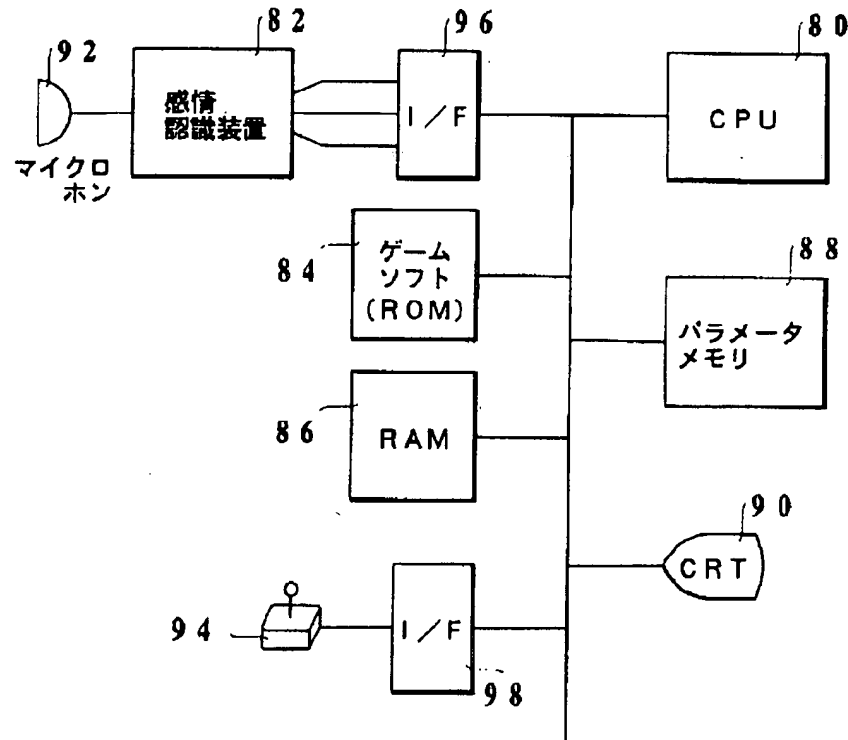 92
82
96
80
感情
認識装置
I/F
CPU
マイクロ
ホン
84
ゲーム
ソフト
(ROM)
88
パラメータ
メモリ
86
RAM
90
CRT
94
I/F
98